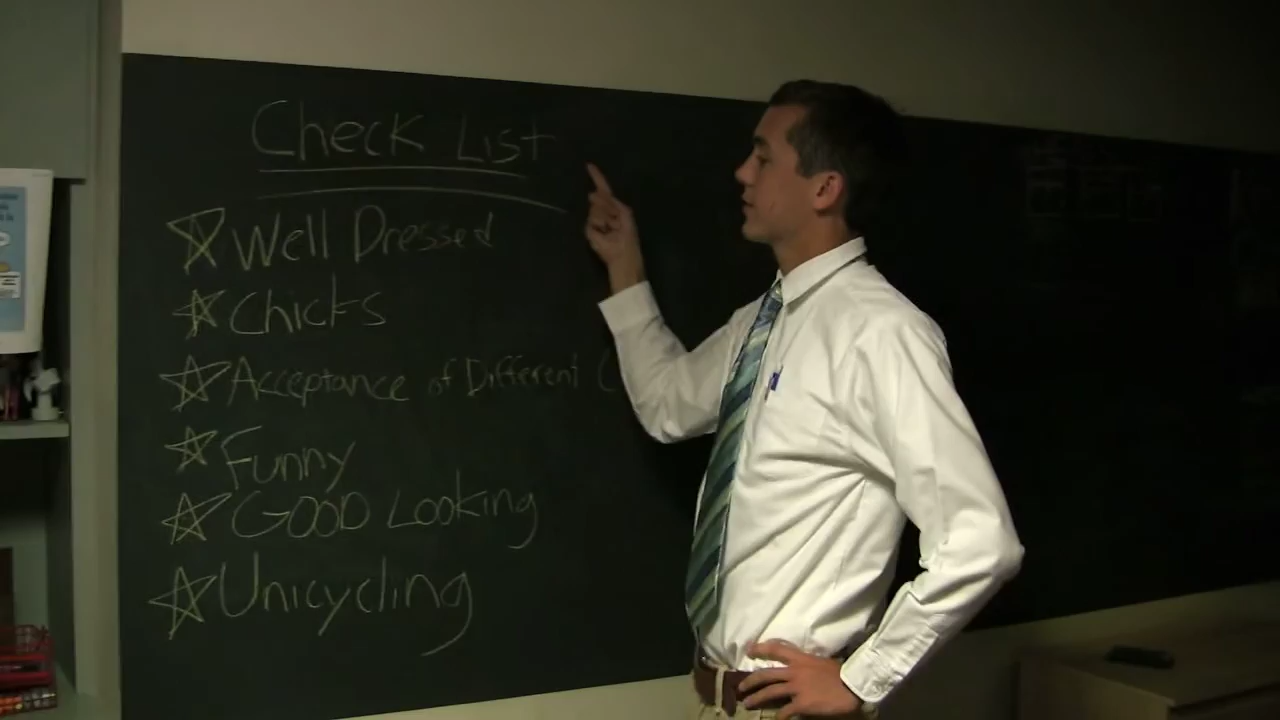 Check List
Well Dressed
Chicks
Acceptance of Different
Funny
GOOD Looking
Unicycling